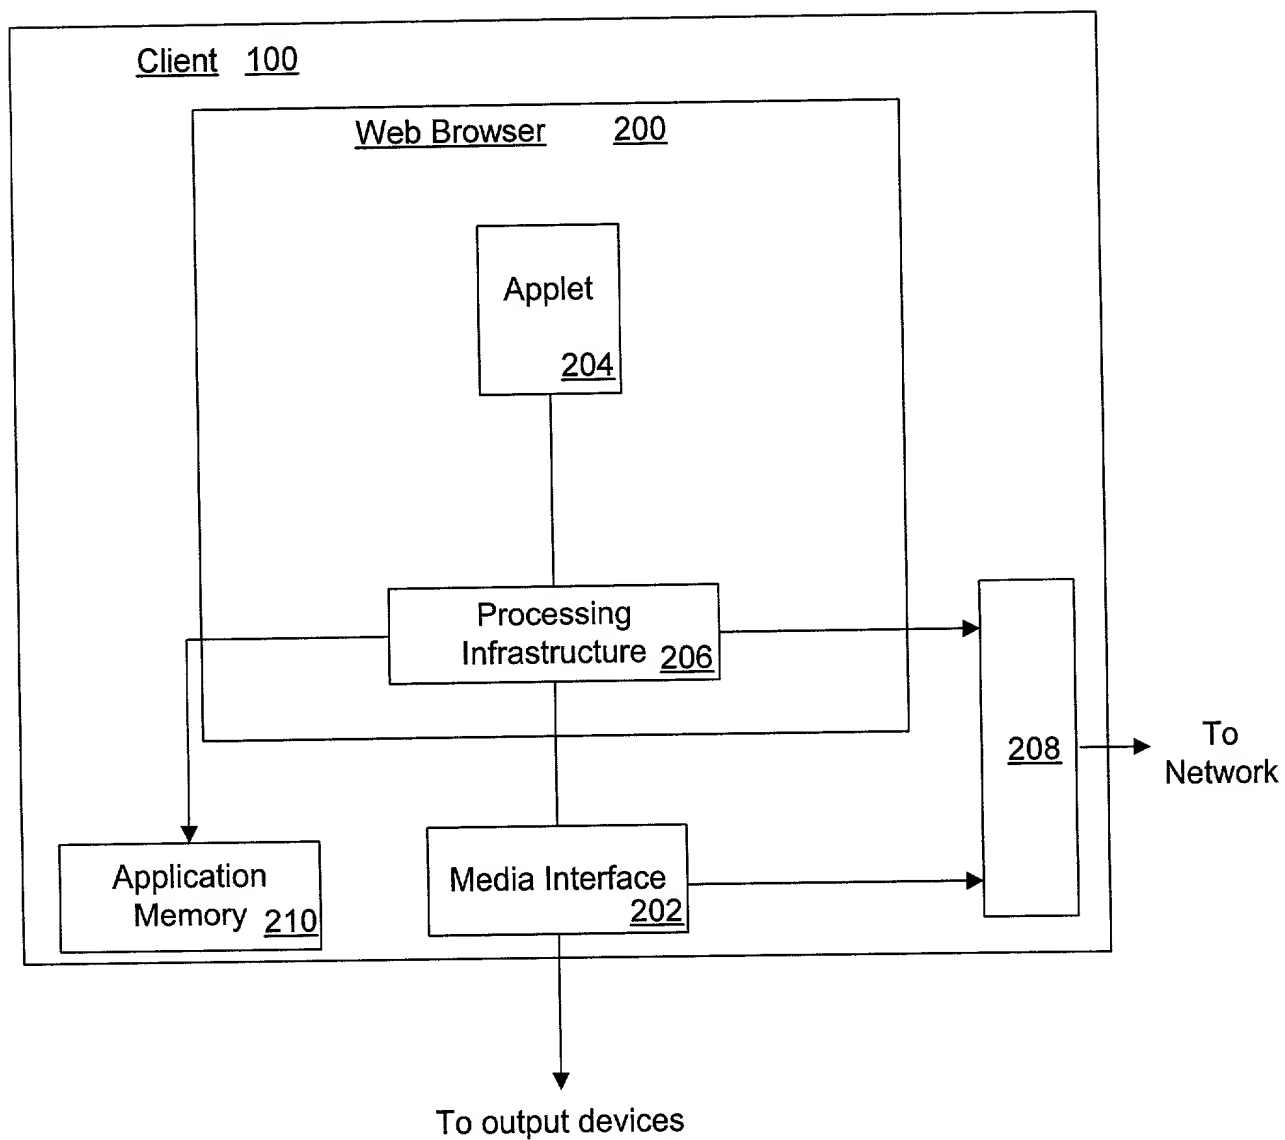 Client 100
Web Browser 200
Applet
204
Processing
Infrastructure 206
208
To
Network
Application
Memory 210
Media Interface
202
To output devices